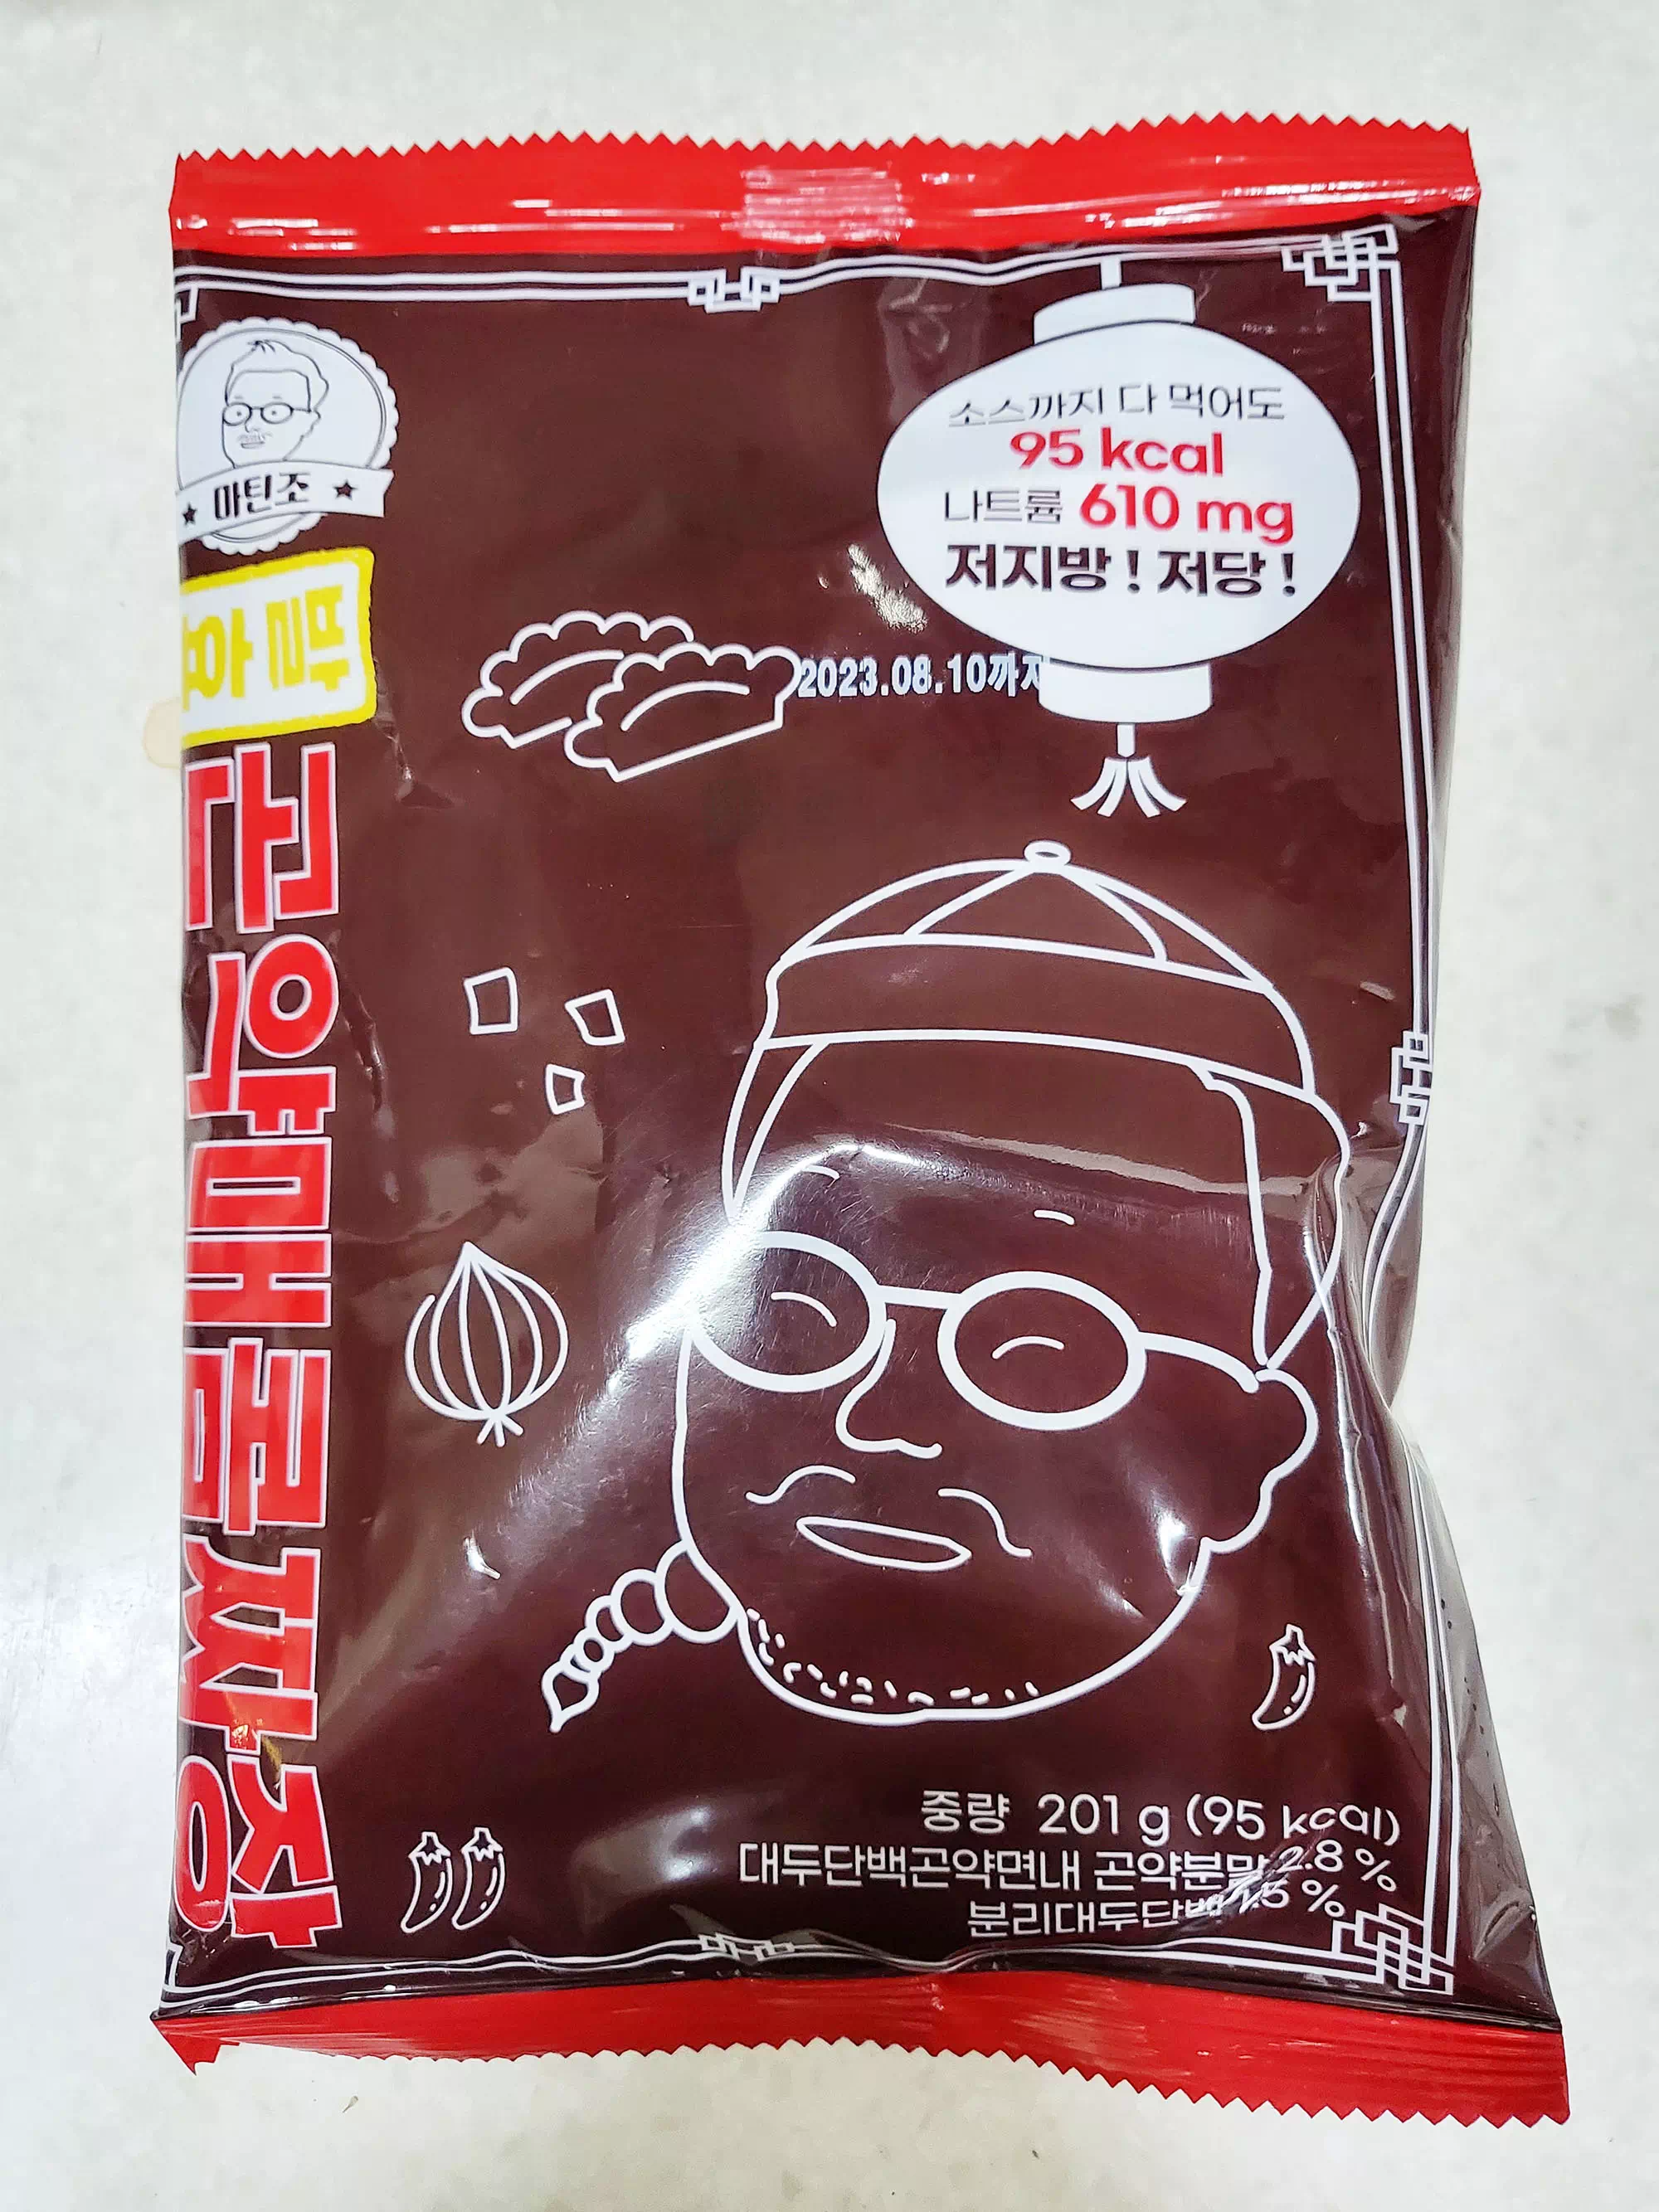 마틴조
곤약매콤짜장
소스까지 다 먹어도
95 kcal
나트륨 610 mg
저지방! 저당!
2023.08.10까지
중량 201 g (95 kcal)
대두단백곤약면내 곤약분말 2.8 %
분리대두단백 %